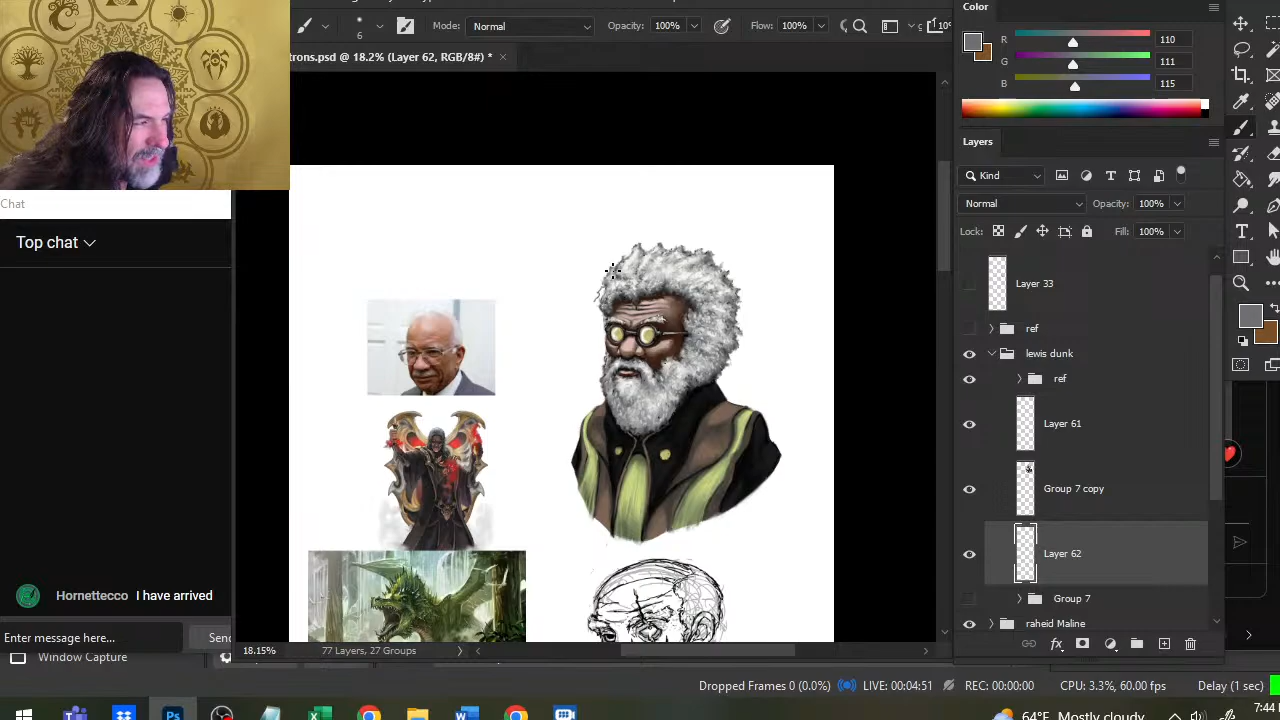 Mode:
Normal
Opacity:
100%
Flow:
100%
6
trons.psd @ 18.2% (Layer 62, RGB/8#) *
Color
R
110
G
111
B
115
Layers
Kind
Normal
Opacity:
100%
Lock:
Fill:
100%
Layer 33
ref
lewis dunk
ref
Layer 61
Group 7 copy
Layer 62
Group 7
raheid Maline
Chat
Top chat
Hornettecco I have arrived
Enter message here...
Window Capture
18.15%
77 Layers, 27 Groups
Dropped Frames 0 (0.0%)
LIVE: 00:04:51
REC: 00:00:00
CPU: 3.3%, 60.00 fps
Delay (1 sec)
64°F Mostly cloudy